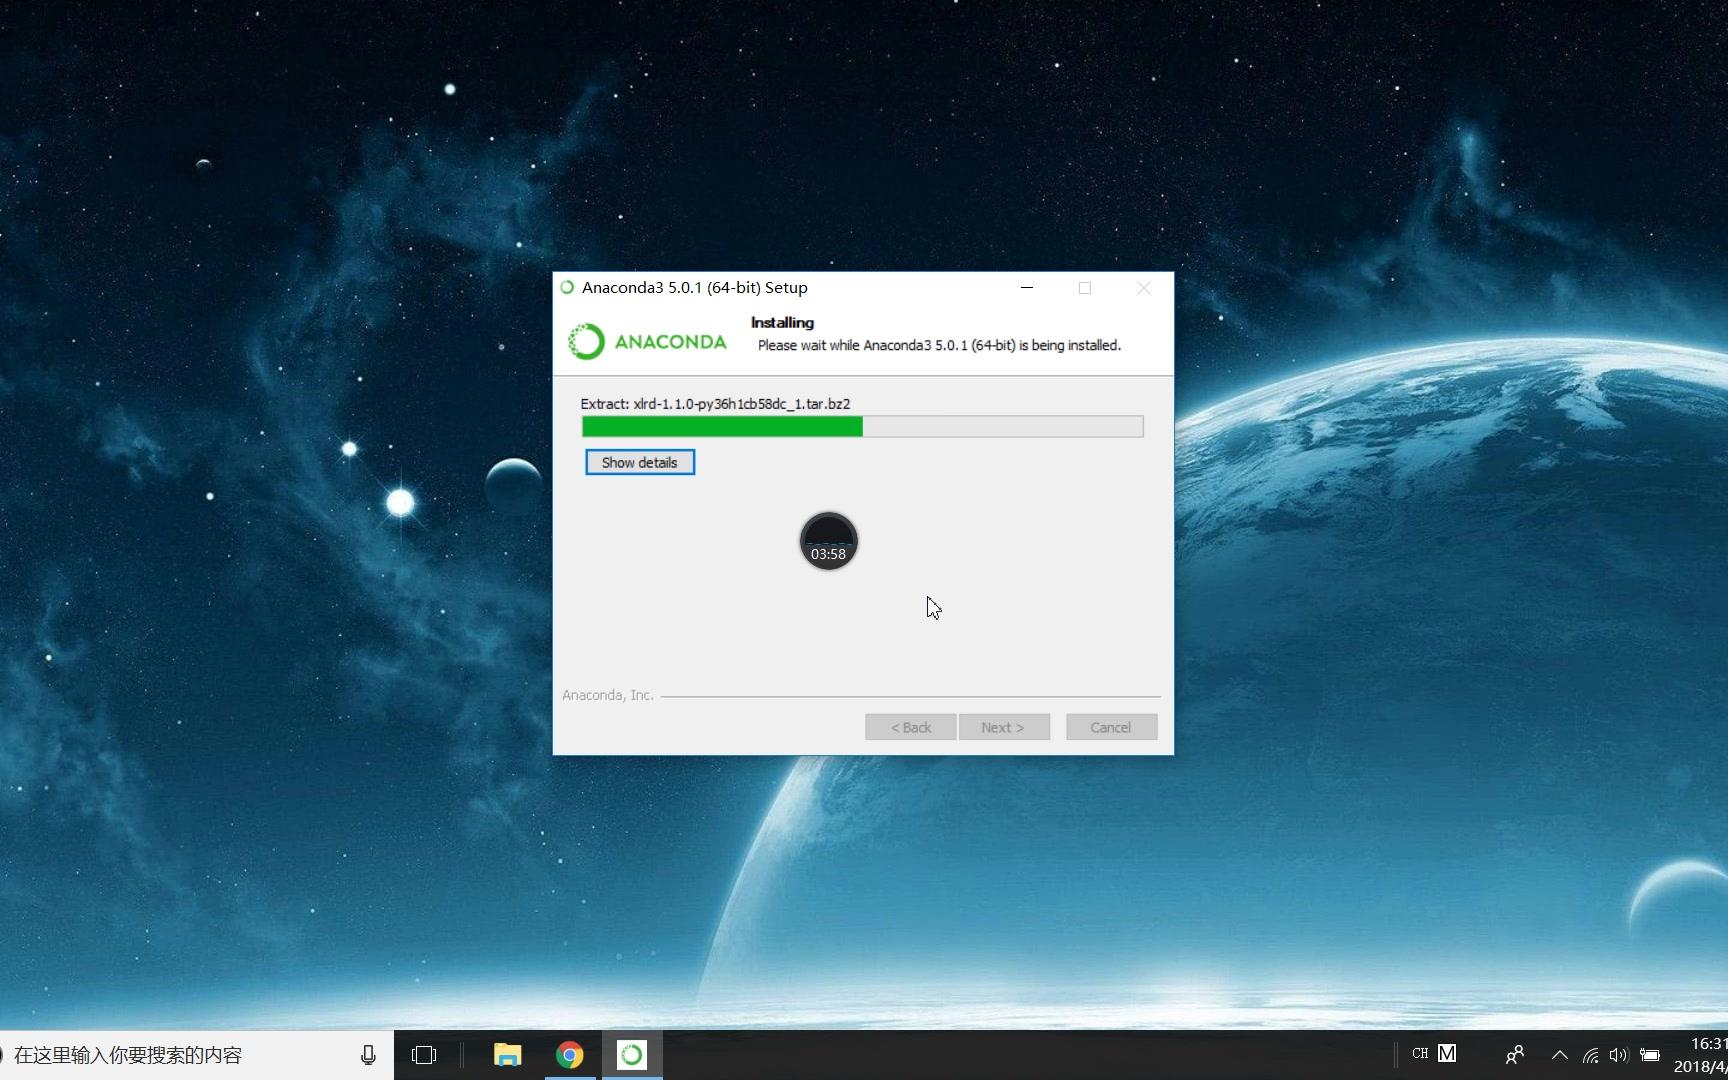 Anaconda3 5.0.1 (64-bit) Setup
ANACONDA
Installing
Please wait while Anaconda3 5.0.1 (64-bit) is being installed.
Extract: xlrd-1.1.0-py36h1cb58dc_1.tar.bz2
Show details
03:58
Anaconda, Inc.
< Back
Next >
Cancel
在这里输入你要搜索的内容
CH M
16:31
2018/4/